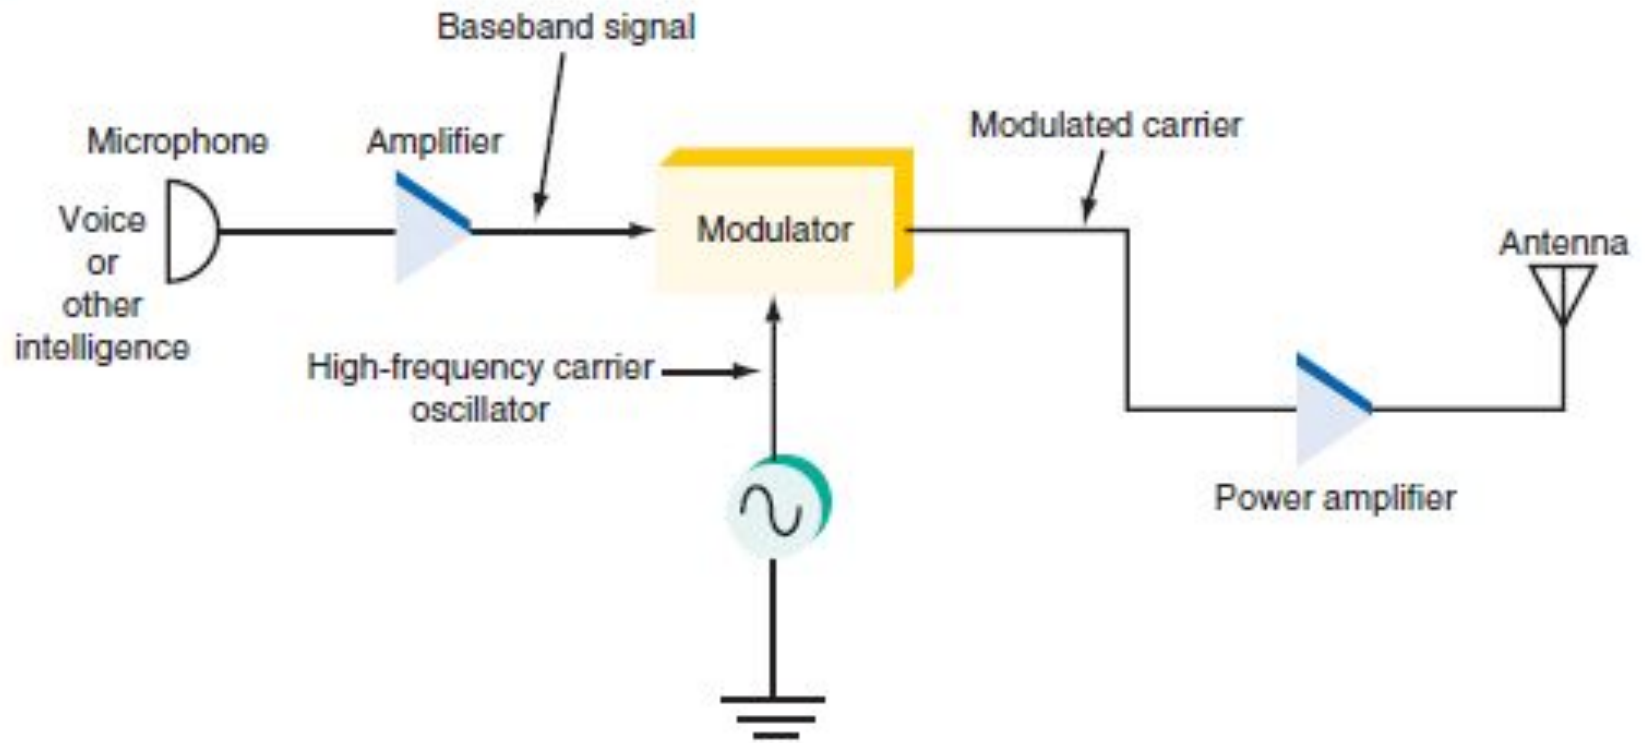 Baseband signal
Microphone
Amplifier
Modulated carrier
Voice
or
other
intelligence
Modulator
Antenna
High-frequency carrier
oscillator
Power amplifier